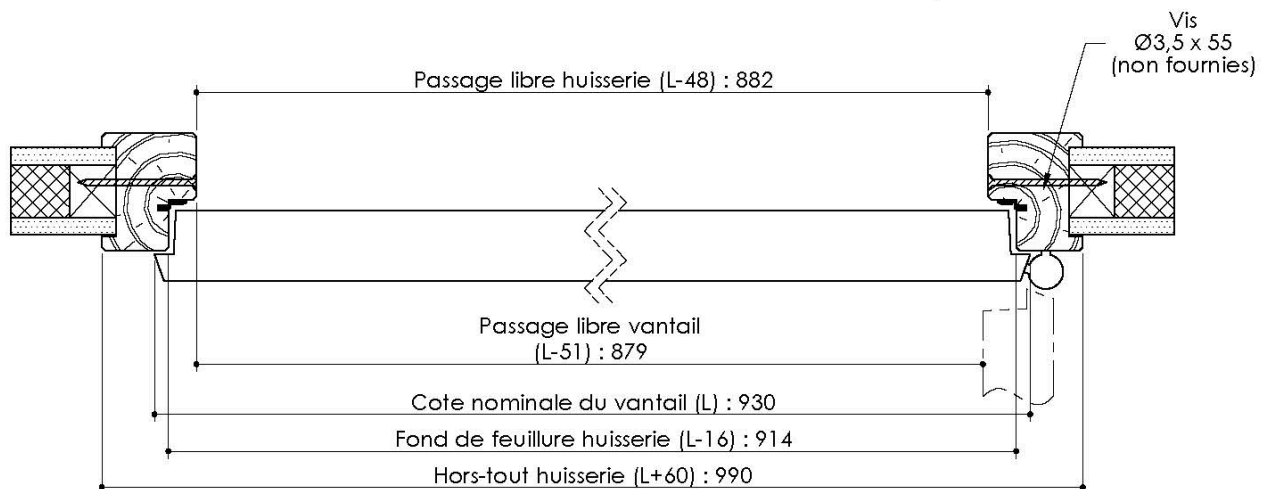 Vis
Ø3,5 x 55
(non fournies)
Passage libre huisserie (L-48) : 882
Passage libre vantail
(L-51) : 879
Cote nominale du vantail (L) : 930
Fond de feuillure huisserie (L-16) : 914
Hors-tout huisserie (L+60) : 990